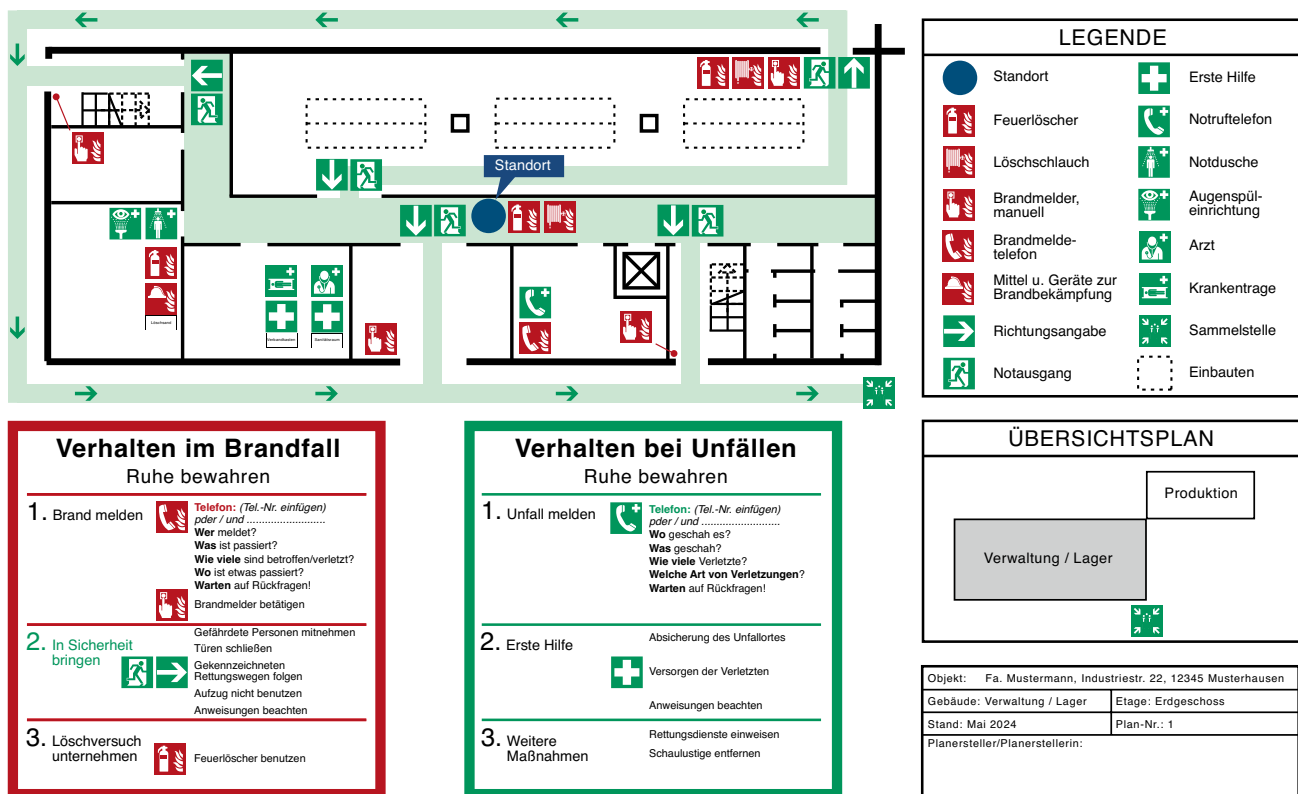 Standort
Löschsand
Verbandkasten
Sanitätsraum
LEGENDE
Standort
Erste Hilfe
Feuerlöscher
Notruftelefon
Löschschlauch
Notdusche
Brandmelder,
manuell
Augenspül-
einrichtung
Brandmelde-
telefon
Arzt
Mittel u. Geräte zur
Brandbekämpfung
Krankentrage
Richtungsangabe
Sammelstelle
Notausgang
Einbauten
Verhalten im Brandfall
Ruhe bewahren
1. Brand melden
Telefon: (Tel.-Nr. einfügen)
pder / und ..........................
Wer meldet?
Was ist passiert?
Wie viele sind betroffen/verletzt?
Wo ist etwas passiert?
Warten auf Rückfragen!
Brandmelder betätigen
2. In Sicherheit
bringen
Gefährdete Personen mitnehmen
Türen schließen
Gekennzeichneten
Rettungswegen folgen
Aufzug nicht benutzen
Anweisungen beachten
3. Löschversuch
unternehmen
Feuerlöscher benutzen
Verhalten bei Unfällen
Ruhe bewahren
1. Unfall melden
Telefon: (Tel.-Nr. einfügen)
pder / und ..........................
Wo geschah es?
Was geschah?
Wie viele Verletzte?
Welche Art von Verletzungen?
Warten auf Rückfragen!
2. Erste Hilfe
Absicherung des Unfallortes
Versorgen der Verletzten
Anweisungen beachten
3. Weitere
Maßnahmen
Rettungsdienste einweisen
Schaulustige entfernen
ÜBERSICHTSPLAN
Produktion
Verwaltung / Lager
Objekt: Fa. Mustermann, Industriestr. 22, 12345 Musterhausen
Gebäude: Verwaltung / Lager
Etage: Erdgeschoss
Stand: Mai 2024
Plan-Nr.: 1
Planersteller/Planerstellerin: